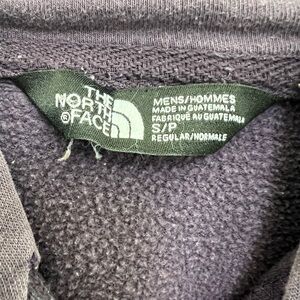 THE
NORTH
FACE
®
MENS/HOMMES
MADE IN GUATEMALA
FABRIQUÉ AU GUATEMALA
S/P
REGULAR/NORMALE